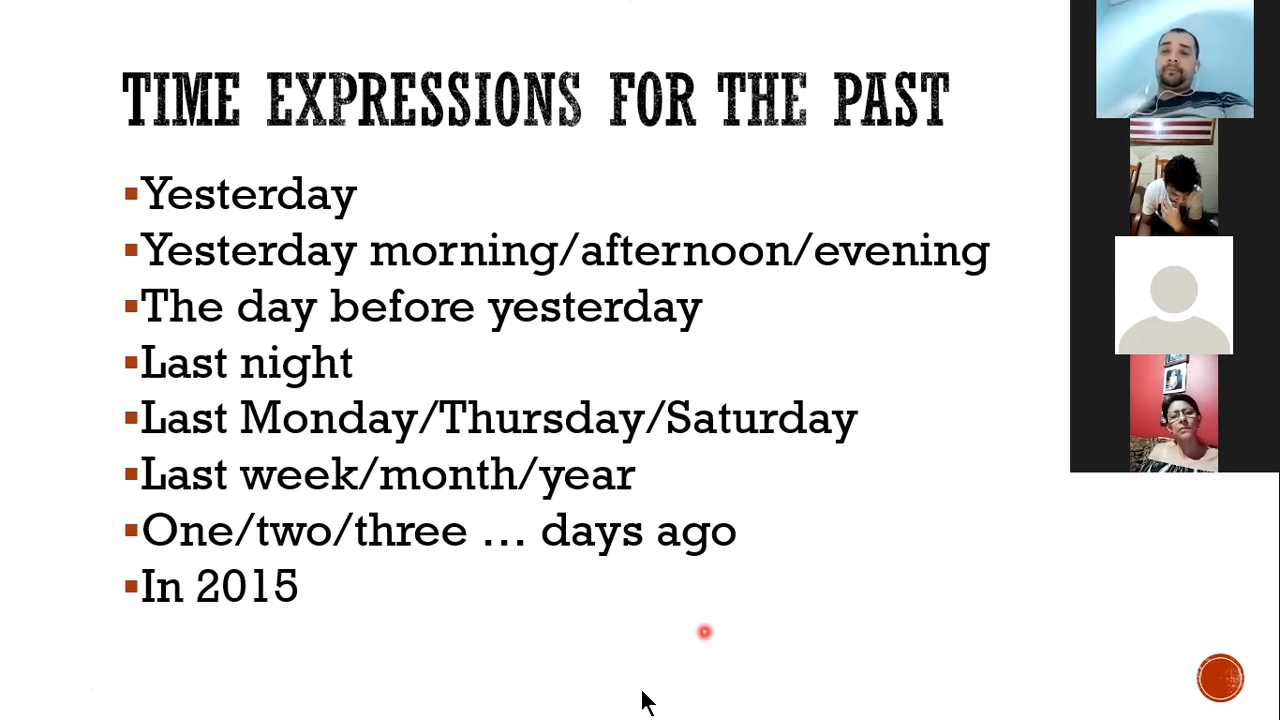 TIME EXPRESSIONS FOR THE PAST
▪Yesterday
▪Yesterday morning/afternoon/evening
▪The day before yesterday
▪Last night
▪Last Monday/Thursday/Saturday
▪Last week/month/year
▪One/two/three … days ago
▪In 2015